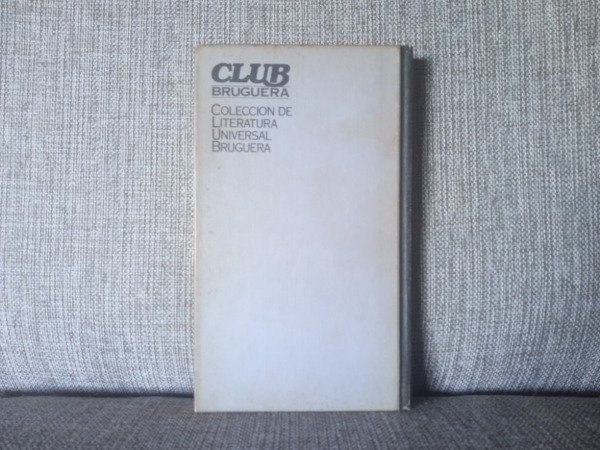 CLUB
BRUGUERA
COLECCION DE
LITERATURA
UNIVERSAL
BRUGUERA